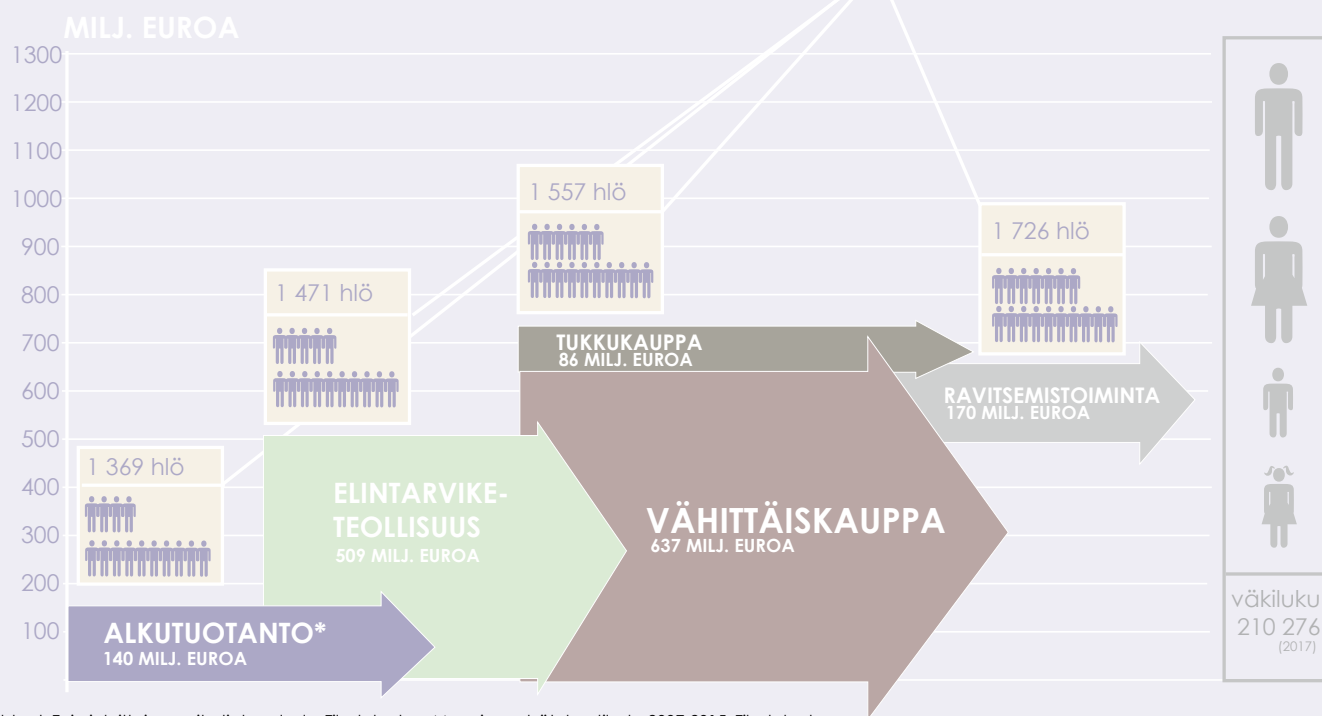 MILJ. EUROA
1300
1200
1100
1000
900
800
700
600
500
400
300
200
100
1 369 hlö
1 471 hlö
1 557 hlö
1 726 hlö
ALKUTUOTANTO*
140 MILJ. EUROA
ELINTARVIKE-
TEOLLISUUS
509 MILJ. EUROA
TUKKUKAUPPA
86 MILJ. EUROA
VÄHITTÄISKAUPPA
637 MILJ. EUROA
RAVITSEMISTOIMINTA
170 MILJ. EUROA
väkiluku
210 276
(2017)